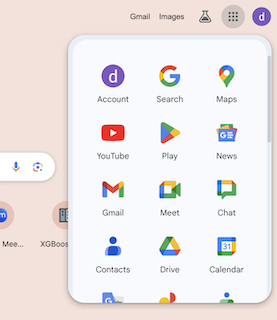 Gmail Images d
d
Account Search Maps
YouTube Play News
Gmail Meet Chat
31
m
Mee... XGBoos
Contacts Drive Calendar